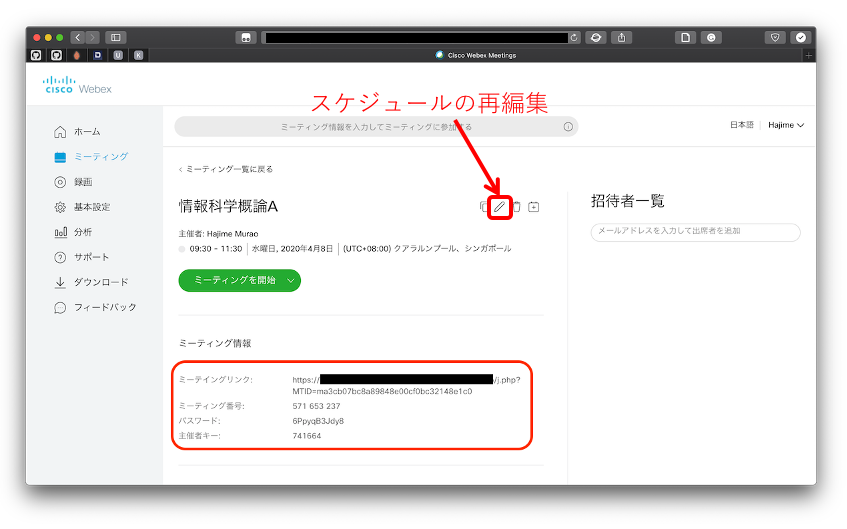 Cisco Webex Meetings
CISCO Webex
スケジュールの再編集
ミーティング情報を入力してミーティングに参加する
日本語
Hajime
ホーム
ミーティング
録画
基本設定
分析
サポート
ダウンロード
フィードバック
ミーティング一覧に戻る
情報科学概論A
主催者: Hajime Murao
09:30 - 11:30 水曜日, 2020年4月8日 (UTC+08:00) クアラルンプール、シンガポール
ミーティングを開始
ミーティング情報
ミーテイングリンク: https:// /j.php?
MTID=ma3cb07bc8a89848e00cf0bc32148e1c0
ミーティング番号: 571 653 237
パスワード: 6PpyqB3Jdy8
主催者キー: 741664
招待者一覧
メールアドレスを入力して出席者を追加